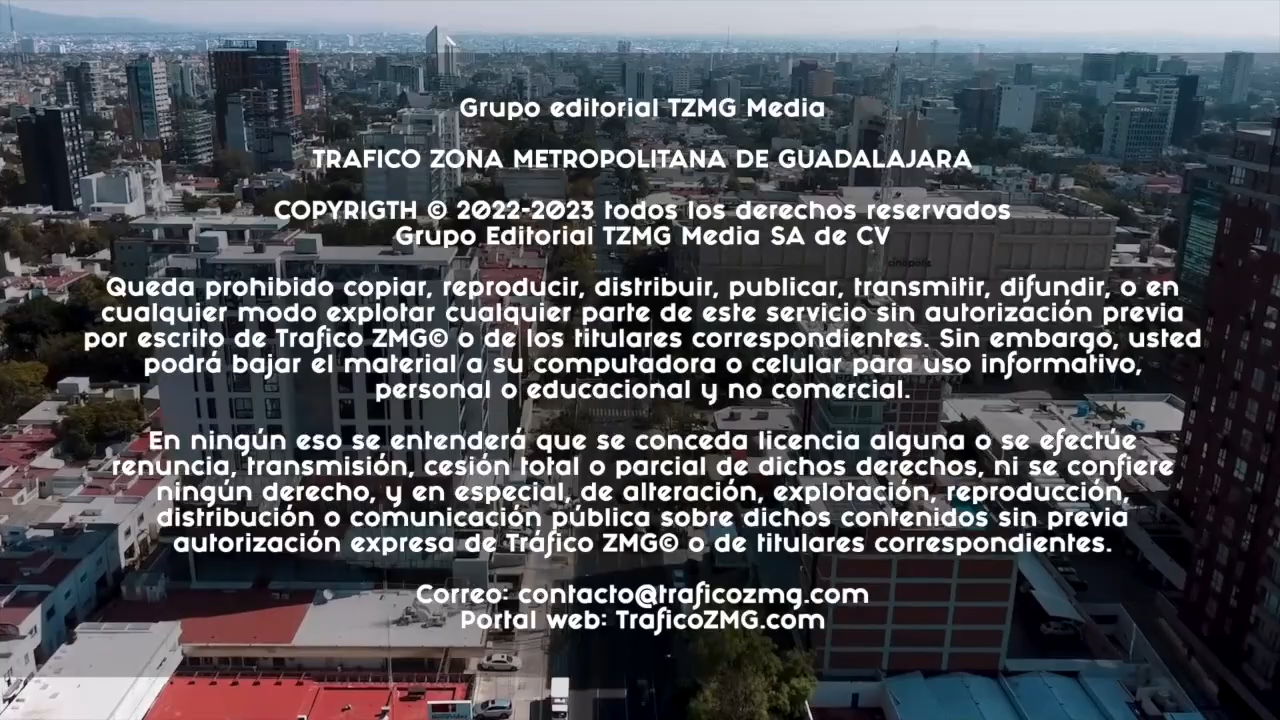 Grupo editorial TZMG Media
TRAFICO ZONA METROPOLITANA DE GUADALAJARA
COPYRIGTH © 2022-2023 todos los derechos reservados
Grupo Editorial TZMG Media SA de CV
Queda prohibido copiar, reproducir, distribuir, publicar, transmitir, difundir, o en
cualquier modo explotar cualquier parte de este servicio sin autorización previa
por escrito de Trafico ZMG© o de los titulares correspondientes. Sin embargo, usted
podrá bajar el material a su computadora o celular para uso informativo,
personal o educacional y no comercial.
En ningún eso se entenderá que se conceda licencia alguna o se efectúe
renuncia, transmisión, cesión total o parcial de dichos derechos, ni se confiere
ningún derecho, y en especial, de alteración, explotación, reproducción,
distribución o comunicación pública sobre dichos contenidos sin previa
autorización expresa de Tráfico ZMG© o de titulares correspondientes.
Correo: contacto@traficozmg.com
Portal web: TraficoZMG.com
cinépolis